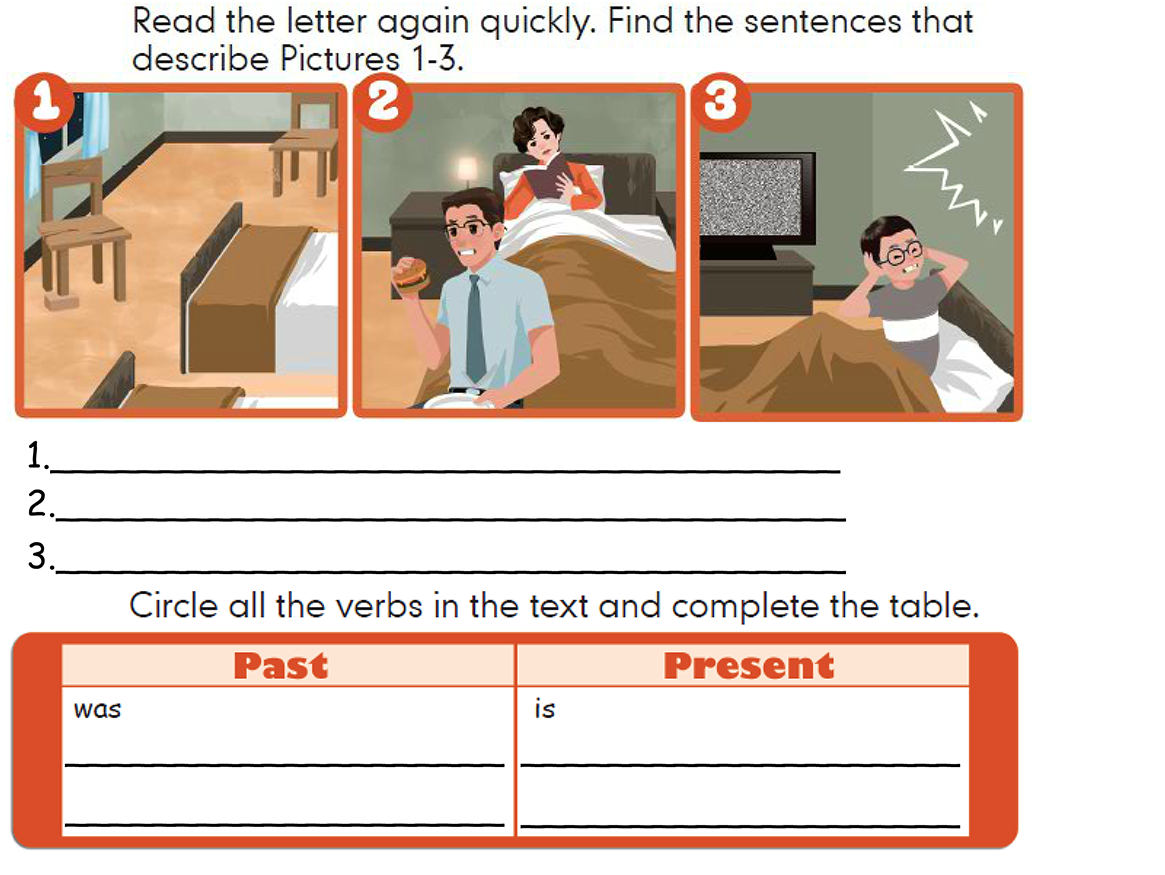 Read the letter again quickly. Find the sentences that
describe Pictures 1-3.
1
2
3
1.
2.
3.
Circle all the verbs in the text and complete the table.
Past
Present
was
is